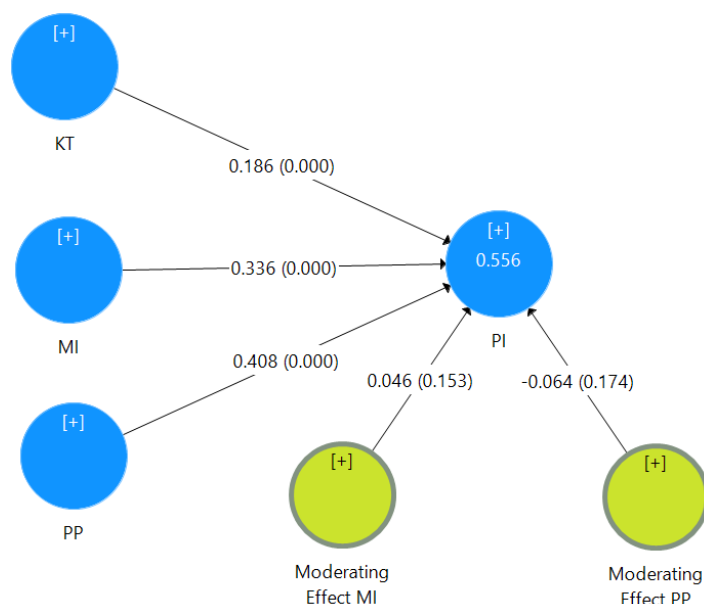 [+]
KT
0.186 (0.000)
[+]
MI
0.336 (0.000)
[+]
0.556
PI
[+]
PP
0.408 (0.000)
0.046 (0.153)
-0.064 (0.174)
[+]
Moderating
Effect MI
[+]
Moderating
Effect PP